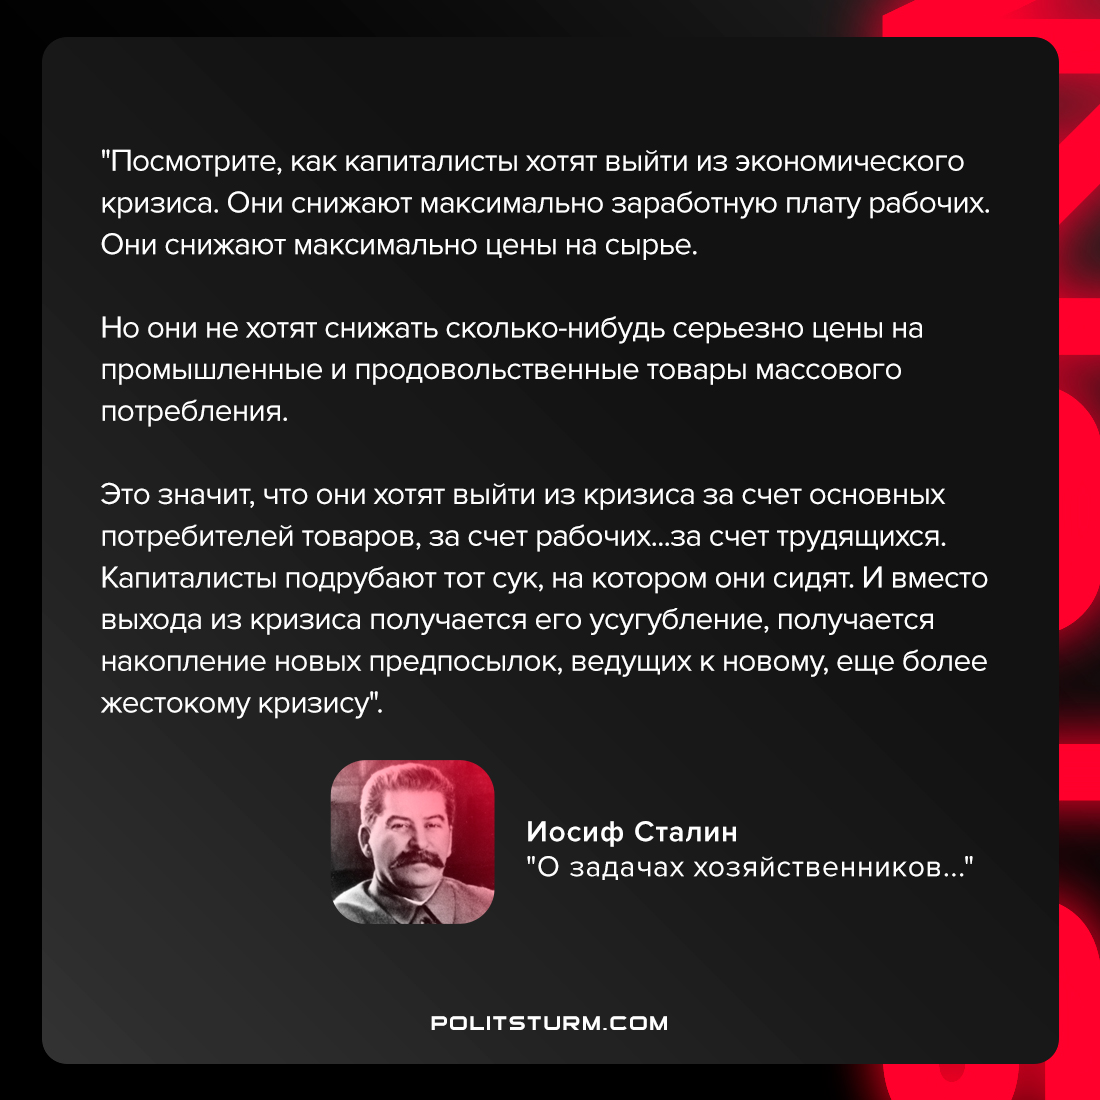 "Посмотрите, как капиталисты хотят выйти из экономического
кризиса. Они снижают максимально заработную плату рабочих.
Они снижают максимально цены на сырье.
Но они не хотят снижать сколько-нибудь серьезно цены на
промышленные и продовольственные товары массового
потребления.
Это значит, что они хотят выйти из кризиса за счет основных
потребителей товаров, за счет рабочих...за счет трудящихся.
Капиталисты подрубают тот сук, на котором они сидят. И вместо
выхода из кризиса получается его усугубление, получается
накопление новых предпосылок, ведущих к новому, еще более
жестокому кризису".
Иосиф Сталин
"О задачах хозяйственников..."
POLITSTURM.COM